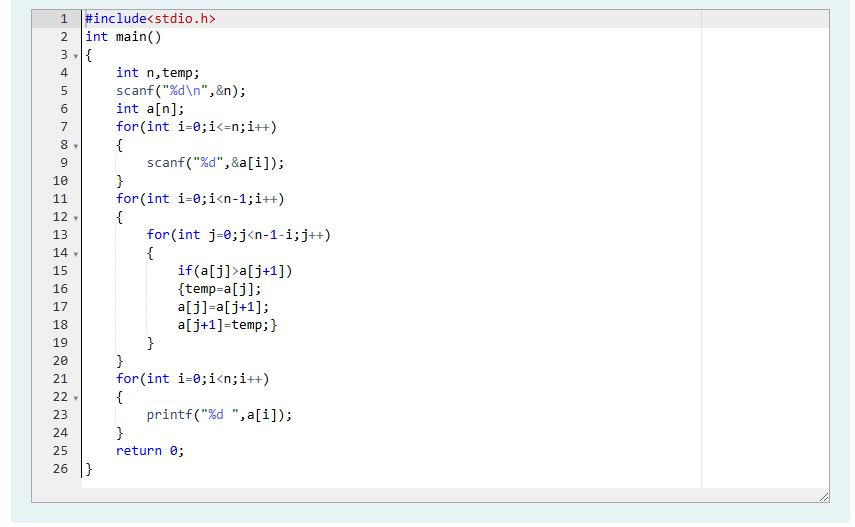 1 #include<stdio.h>
2 int main()
3 {
4 int n,temp;
5 scanf("%d\n",&n);
6 int a[n];
7 for(int i=0;i<=n;i++)
8 {
9 scanf("%d",&a[i]);
10 }
11 for(int i=0;i<n-1;i++)
12 {
13 for(int j=0;j<n-1-i;j++)
14 {
15 if(a[j]>a[j+1])
16 {temp=a[j];
17 a[j]=a[j+1];
18 a[j+1]=temp;}
19 }
20 }
21 for(int i=0;i<n;i++)
22 {
23 printf("%d ",a[i]);
24 }
25 return 0;
26 }